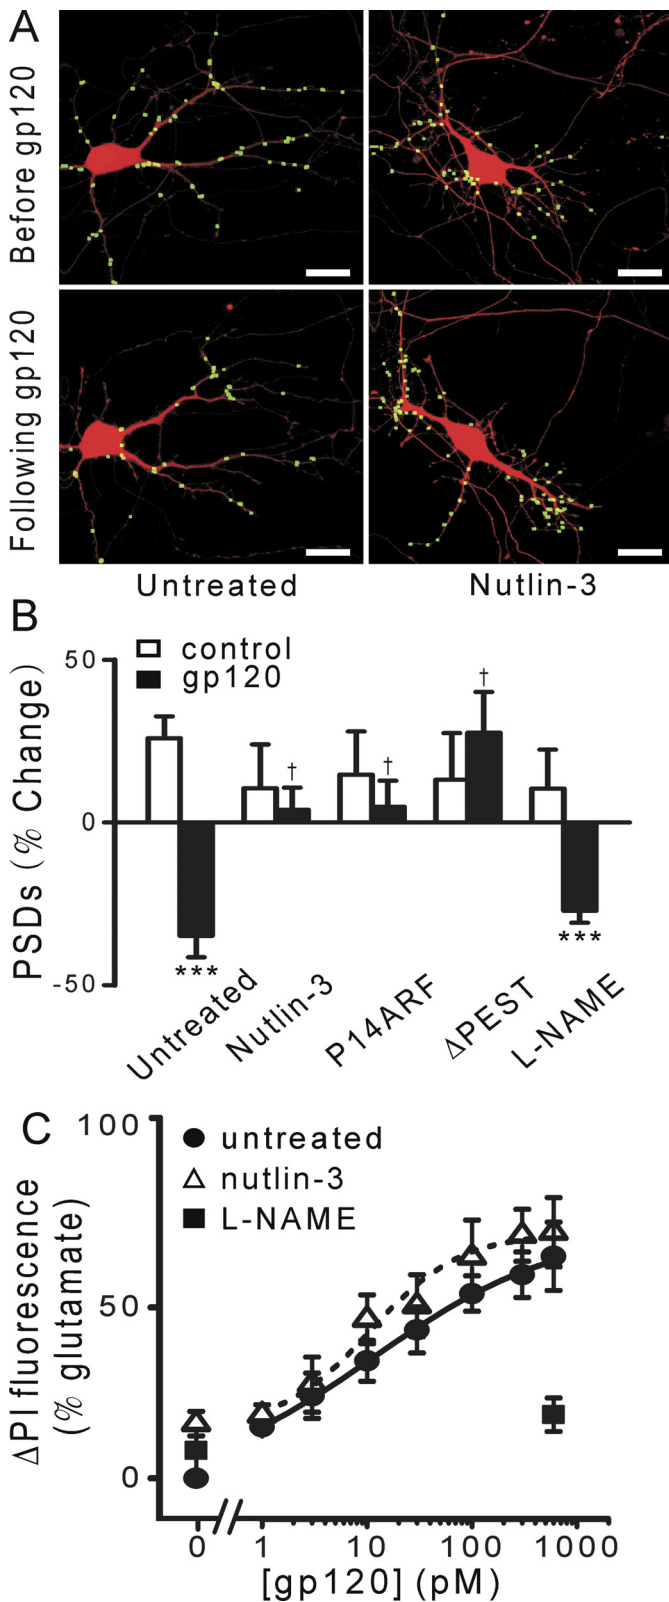 A
Before gp120
Following gp120
Untreated
Nutlin-3
B
control
gp120
PSDs (% Change)
50
0
-50
†
†
†
***
***
Untreated
Nutlin-3
P14ARF
ΔPEST
L-NAME
C
untreated
nutlin-3
L-NAME
ΔPI fluorescence
(% glutamate)
100
50
0
0
1
10
100
1000
[gp120] (pM)